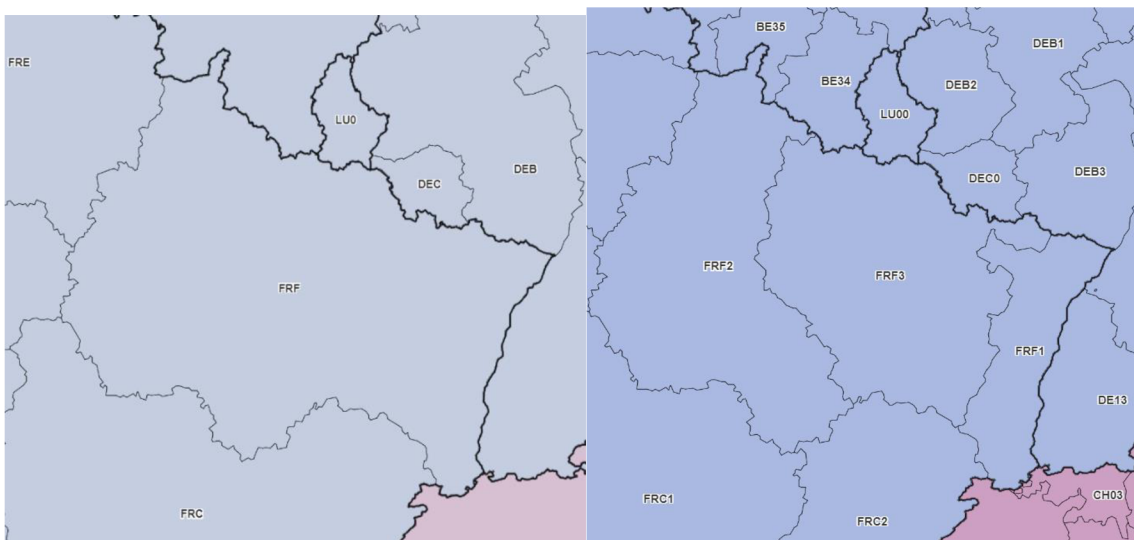 FRE
LU0
DEC
DEB
FRF
FRC
BE35
DEB1
BE34
DEB2
LU00
DEC0
DEB3
FRF2
FRF3
FRF1
DE13
FRC1
FRC2
CH03